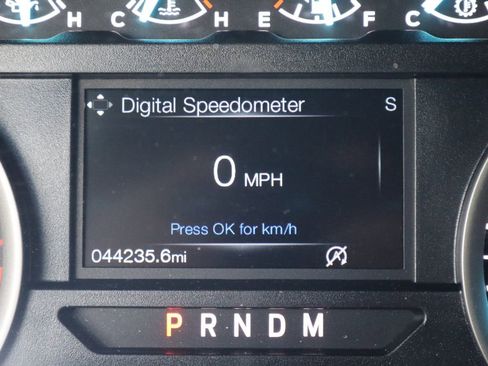 H C H E F C
Digital Speedometer S
0 MPH
Press OK for km/h
044235.6mi
P R N D M